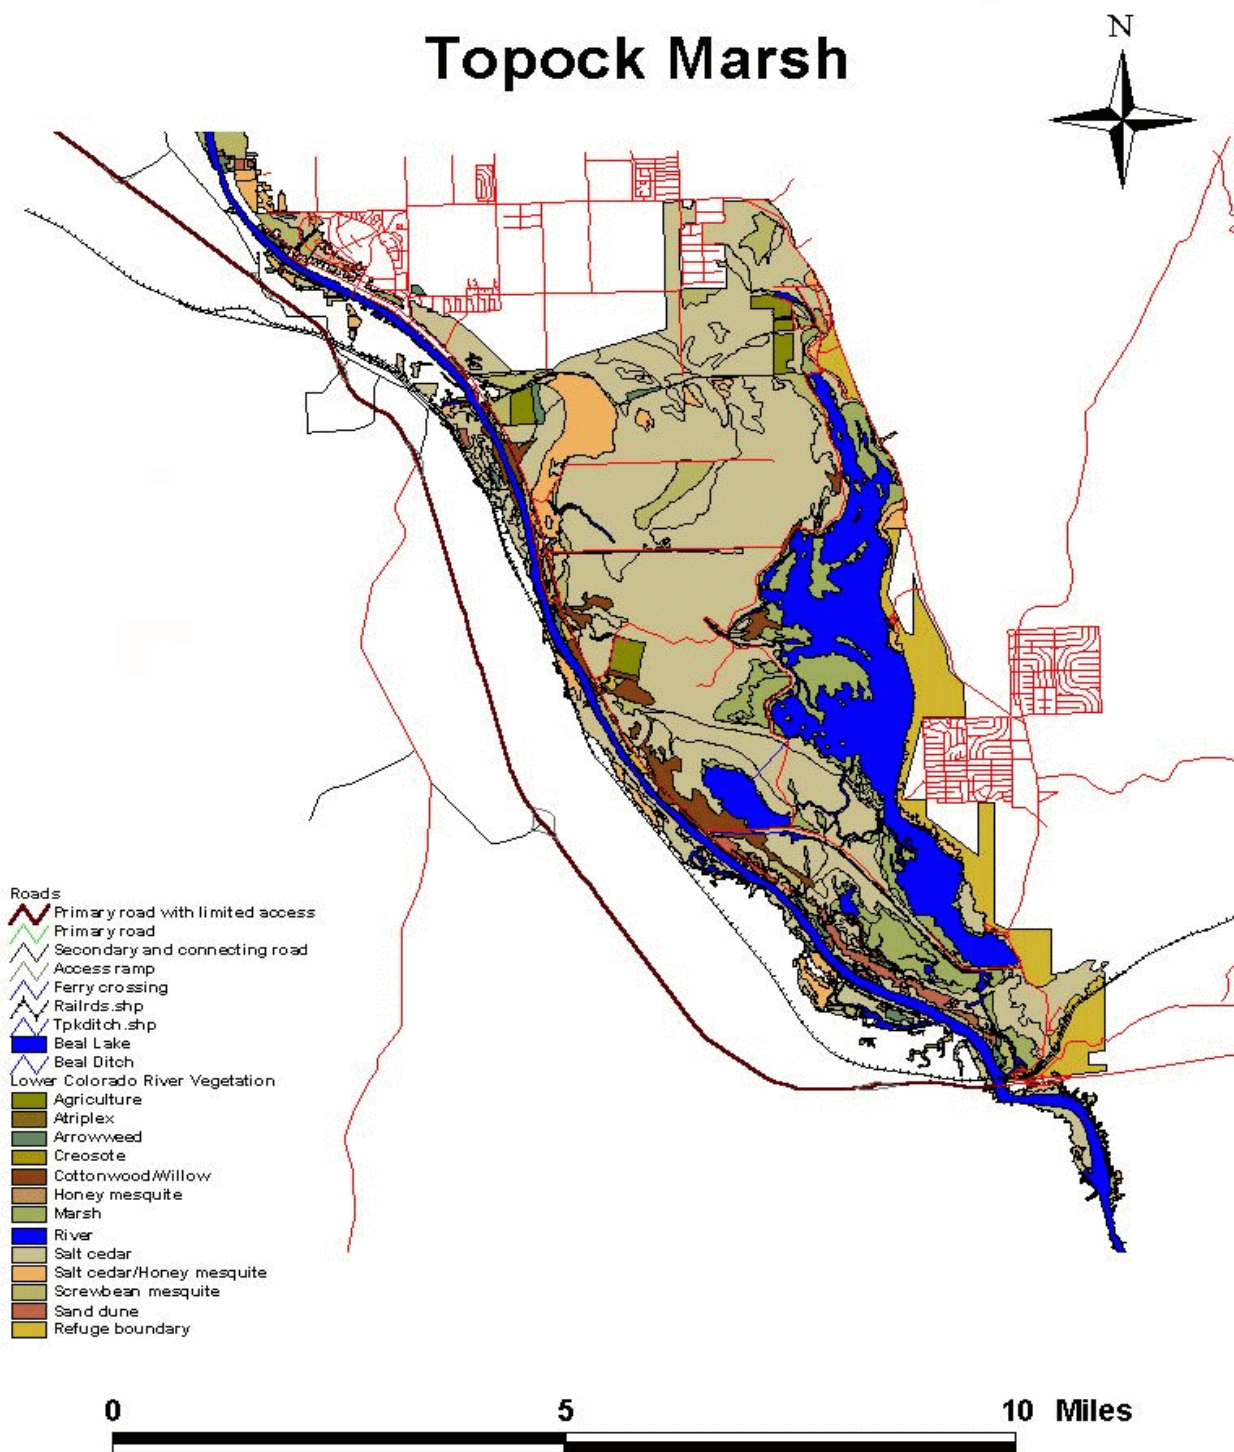 Topock Marsh
N
Roads
Primary road with limited access
Primary road
Secondary and connecting road
Access ramp
Ferry crossing
Railrds.shp
Tpkditch.shp
Beal Lake
Beal Ditch
Lower Colorado River Vegetation
Agriculture
Atriplex
Arrowweed
Creosote
Cottonwood/Willow
Honey mesquite
Marsh
River
Salt cedar
Salt cedar/Honey mesquite
Screwbean mesquite
Sand dune
Refuge boundary
0 5 10 Miles